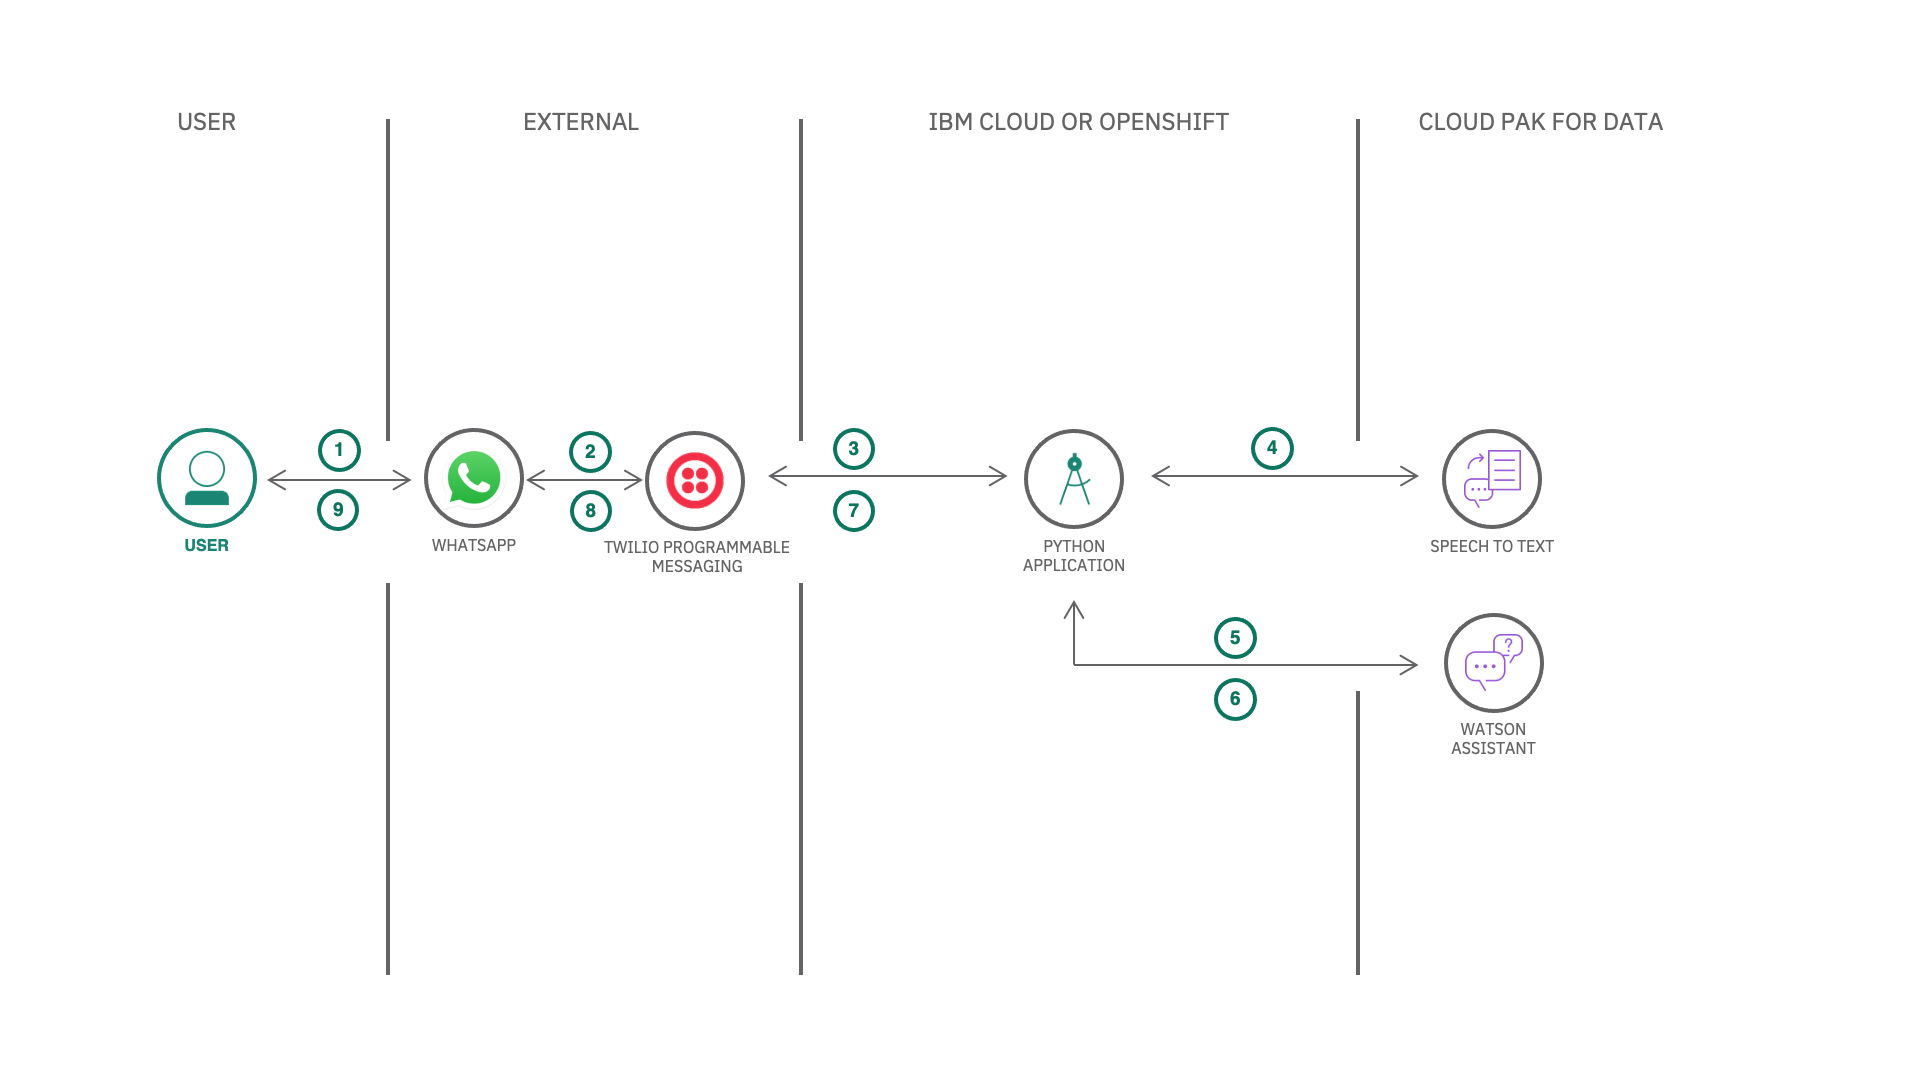 USER
EXTERNAL
IBM CLOUD OR OPENSHIFT
CLOUD PAK FOR DATA
1
2
3
4
9
8
7
USER
WHATSAPP
TWILIO PROGRAMMABLE
MESSAGING
PYTHON
APPLICATION
SPEECH TO TEXT
5
6
?
WATSON
ASSISTANT